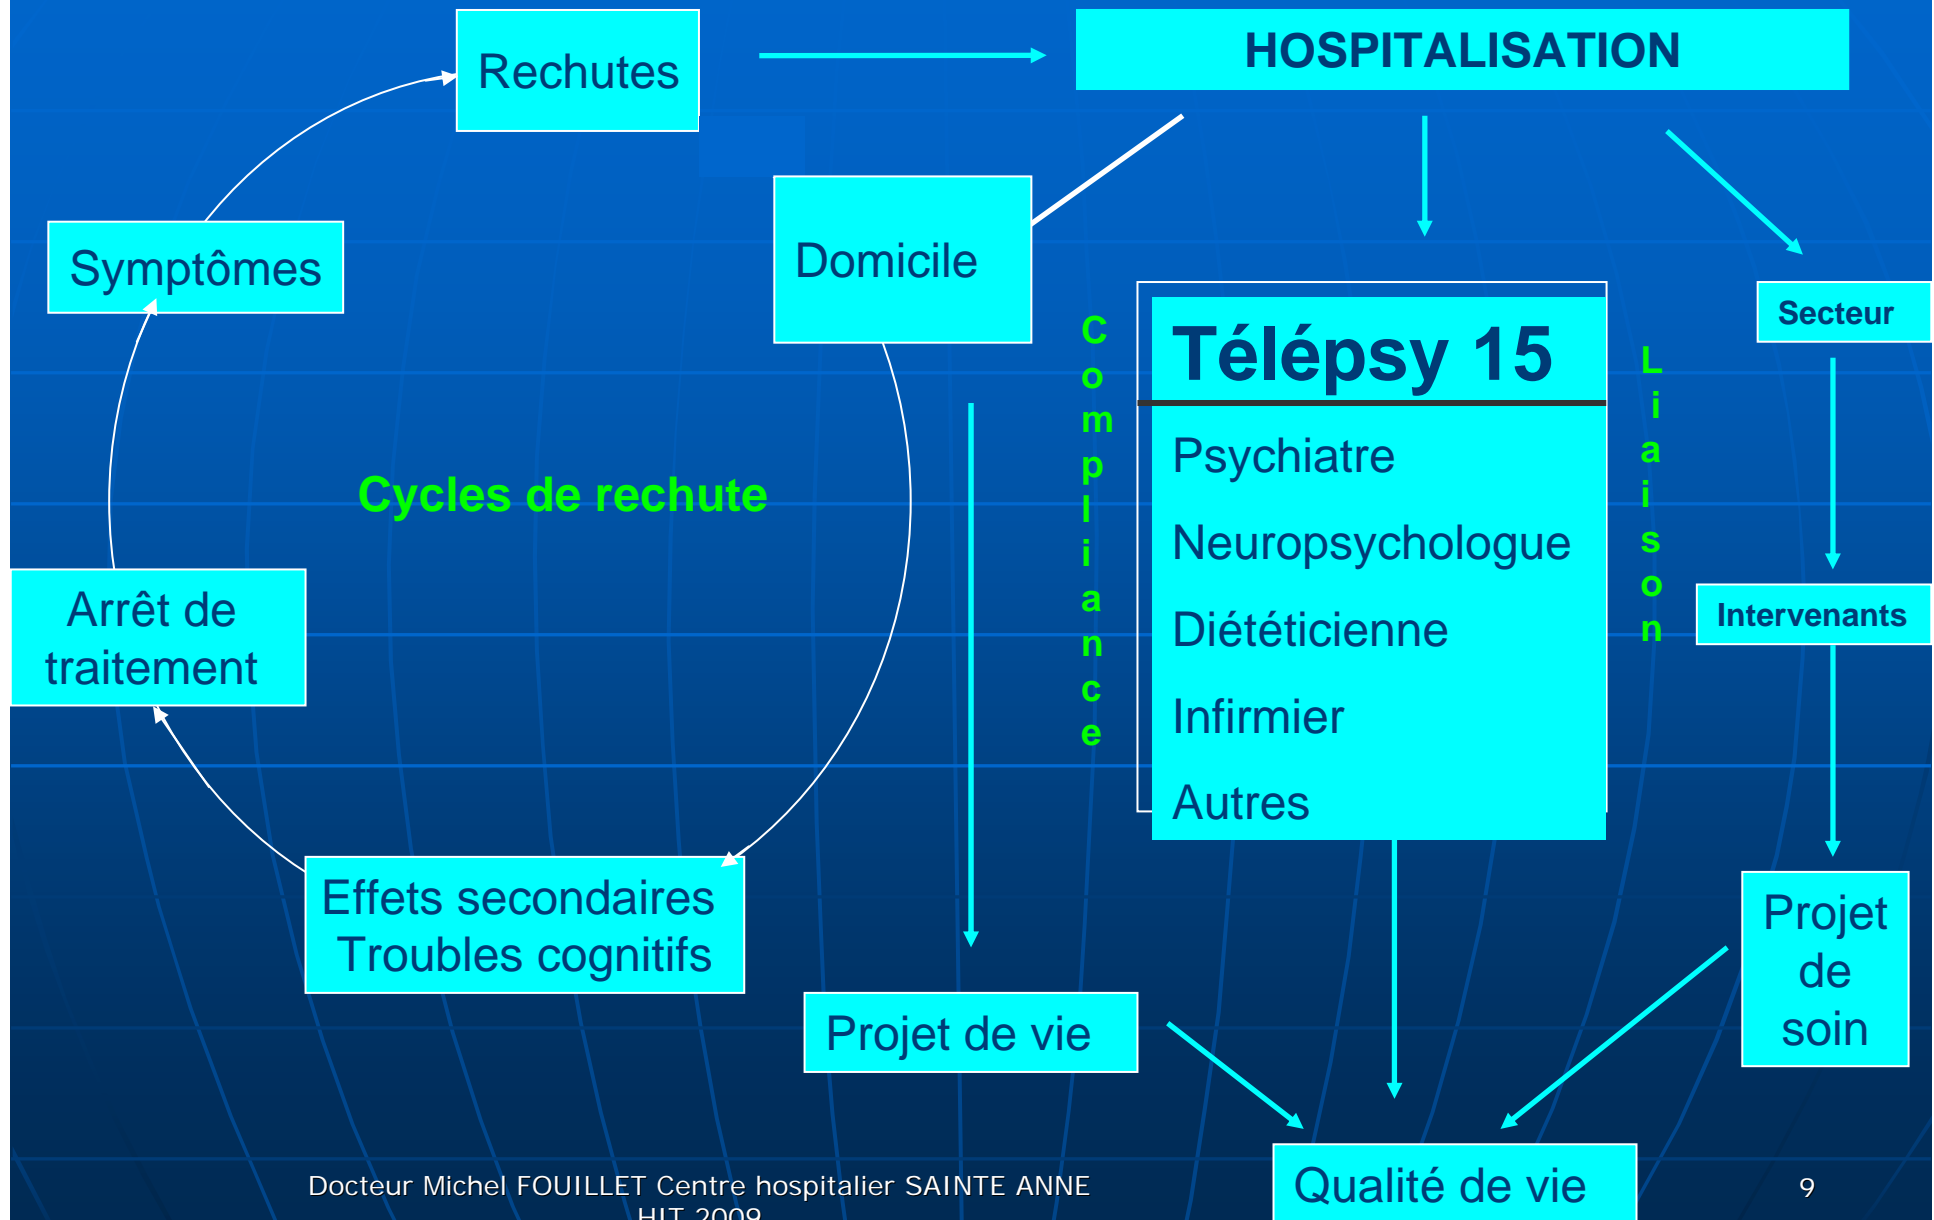 Rechutes
HOSPITALISATION
Symptômes
Domicile
Secteur
Compliance
Télépsy 15
Psychiatre
Neuropsychologue
Diététicienne
Infirmier
Autres
Liaison
Cycles de rechute
Arrêt de
traitement
Intervenants
Effets secondaires
Troubles cognitifs
Projet
de
soin
Projet de vie
Qualité de vie
Docteur Michel FOUILLET Centre hospitalier SAINTE ANNE
HIT 2009
9